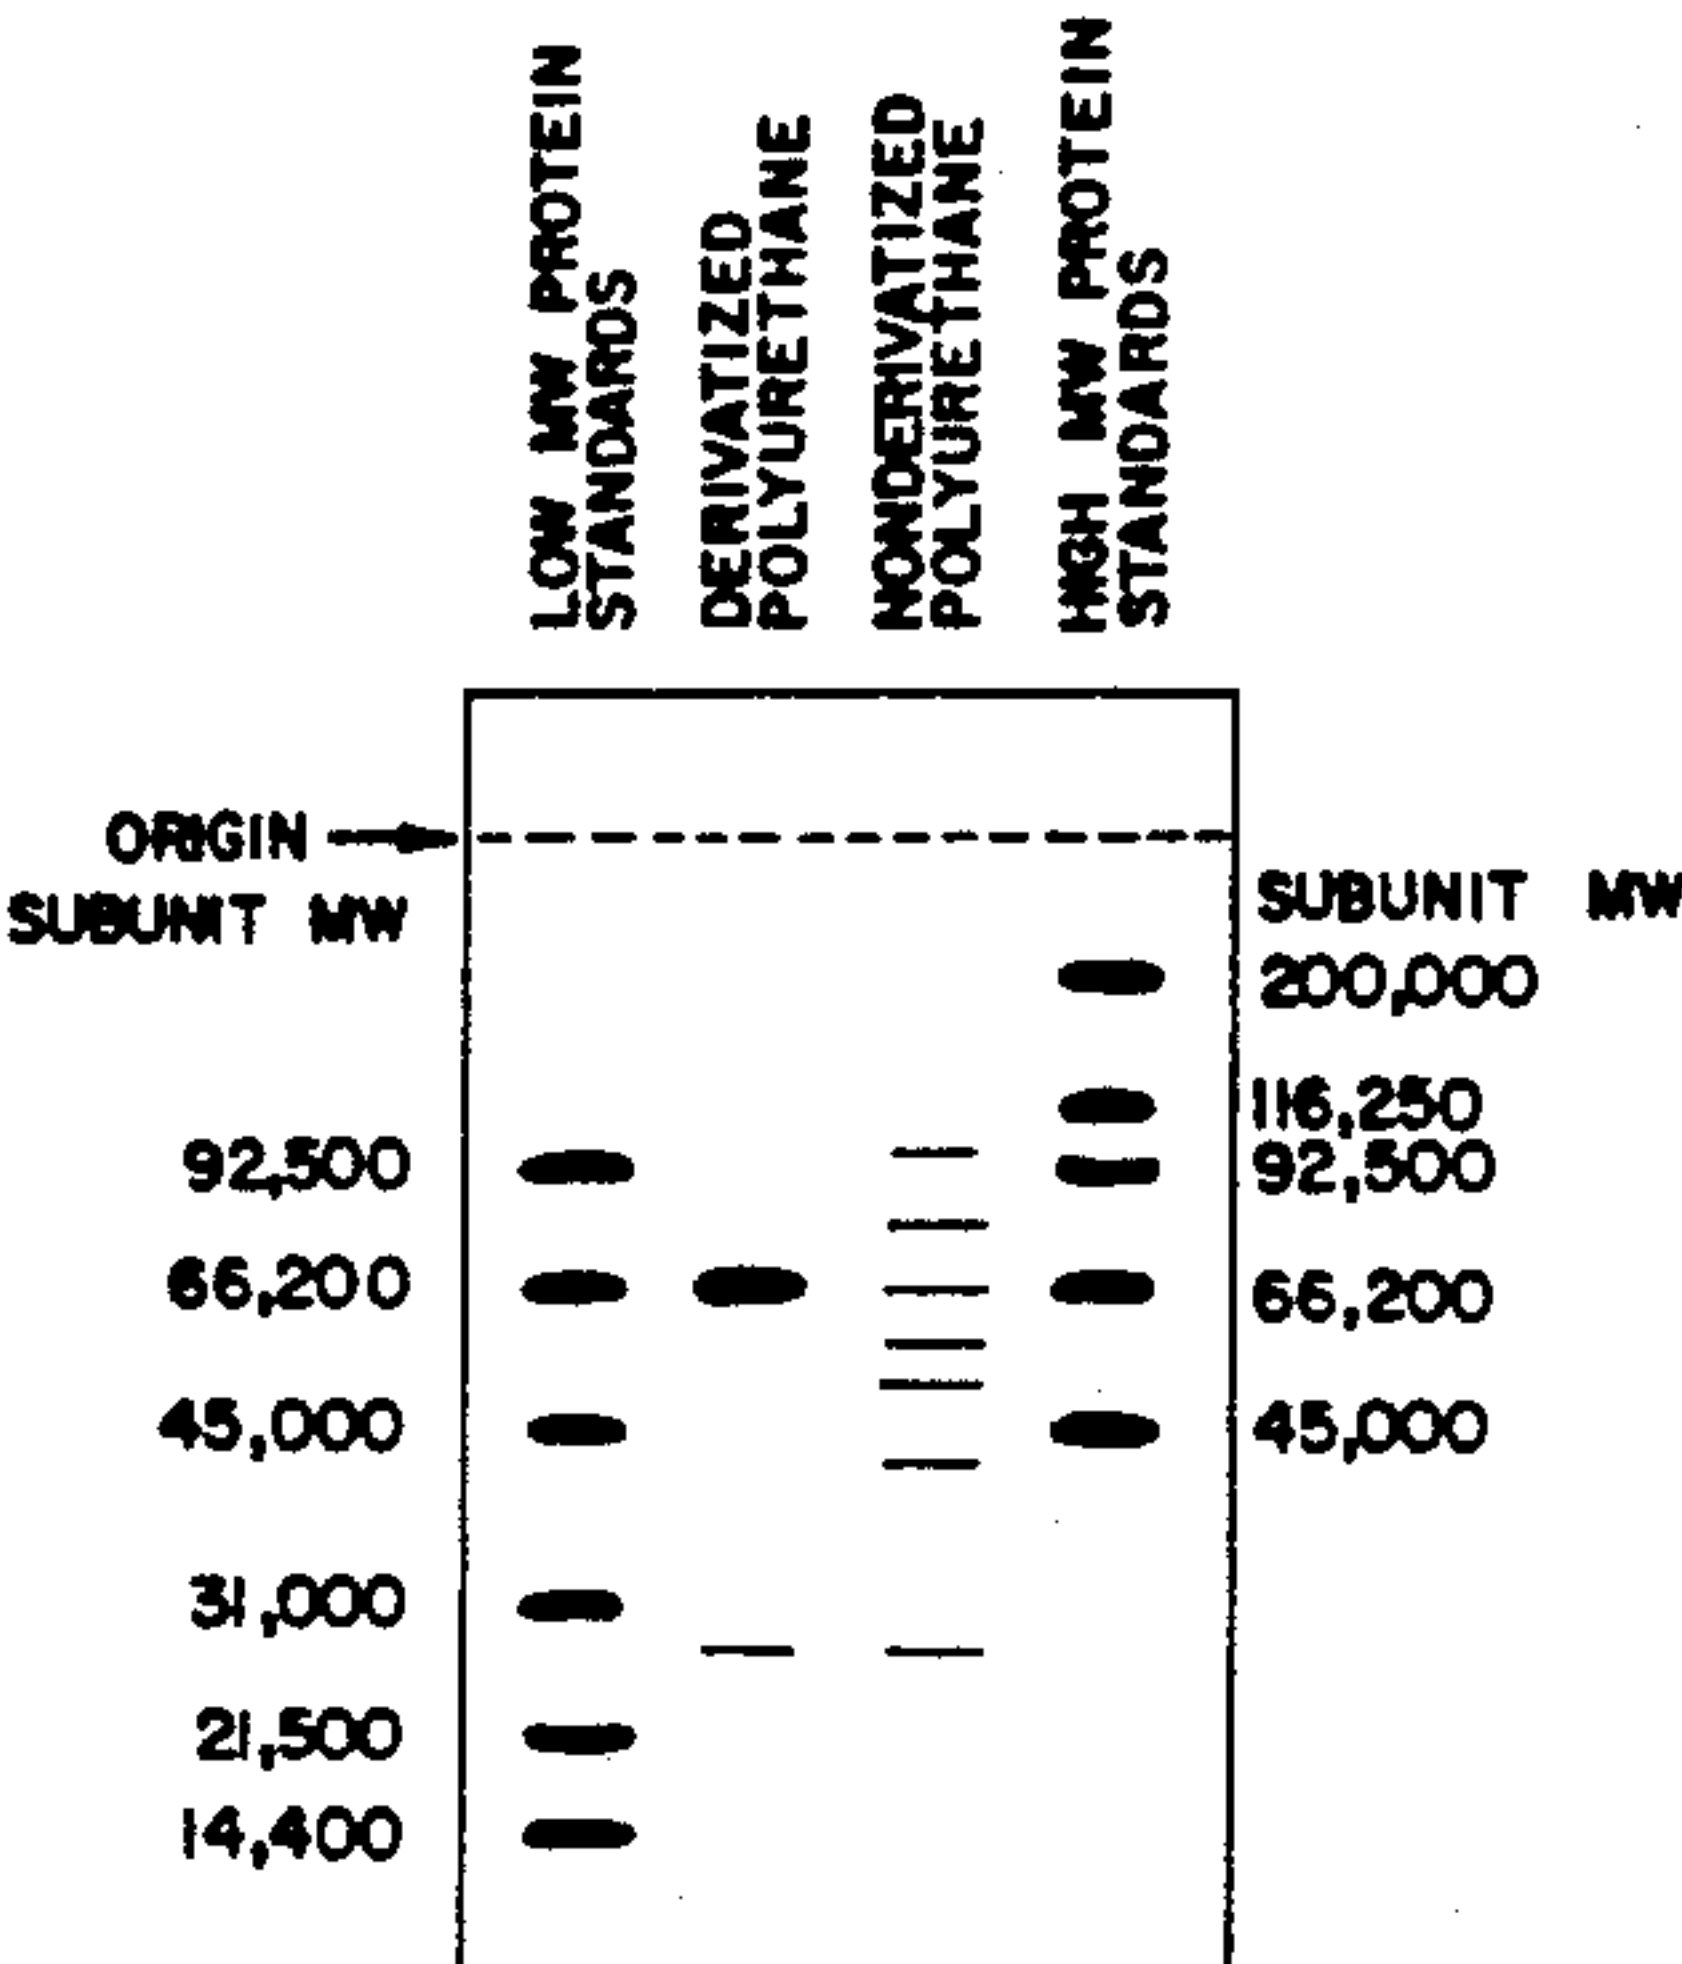 LOW MW PROTEIN
STANDARDS
DERIVATIZED
POLYURETHANE
NONDERIVATIZED
POLYURETHANE
HIGH MW PROTEIN
STANDARDS
ORIGIN
SUBUNIT MW
92,500
66,200
45,000
31,000
21,500
14,400
SUBUNIT MW
200,000
116,250
92,500
66,200
45,000